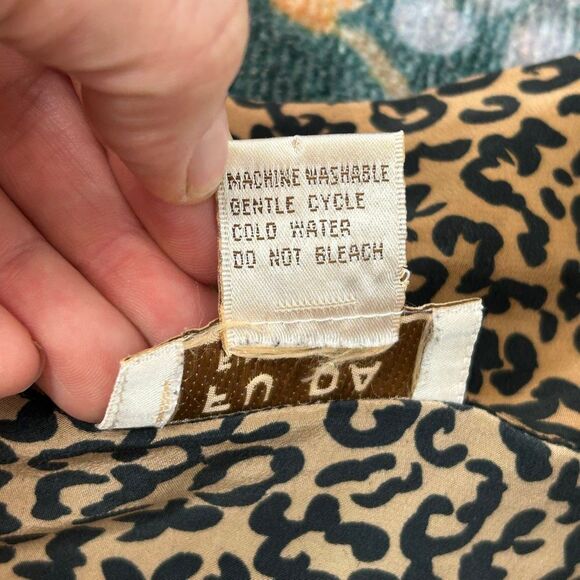 MACHINE WASHABLE
GENTLE CYCLE
COLD WATER
DO NOT BLEACH